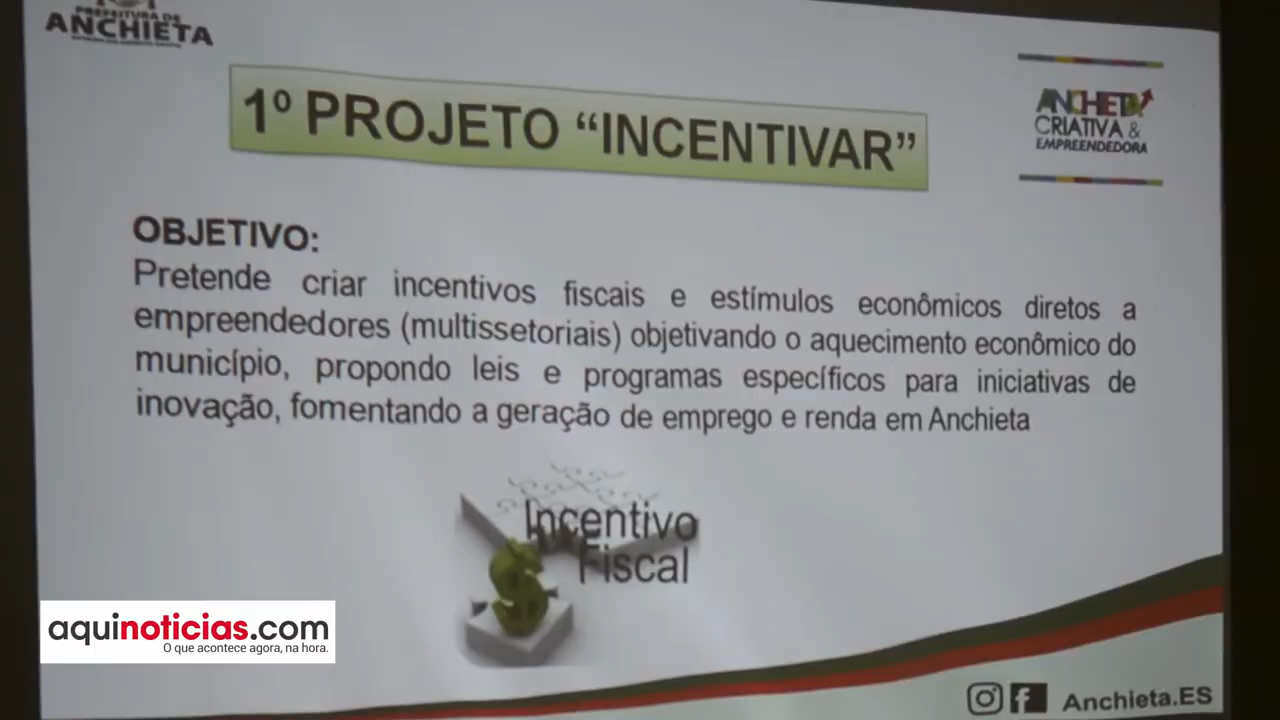 PREFEITURA DE
ANCHIETA
1º PROJETO “INCENTIVAR”
ANCHIETA
CRIATIVA &
EMPREENDEDORA
OBJETIVO:
Pretende criar incentivos fiscais e estímulos econômicos diretos a
empreendedores (multissetoriais) objetivando o aquecimento econômico do
município, propondo leis e programas específicos para iniciativas de
inovação, fomentando a geração de emprego e renda em Anchieta
Incentivo
Fiscal
aquinoticias.com
O que acontece agora, na hora.
Anchieta.ES